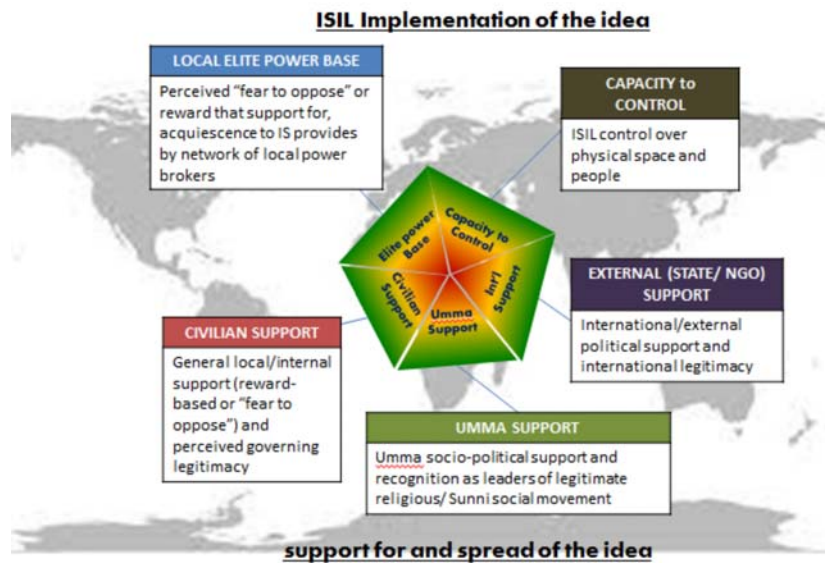 ISIL Implementation of the idea
LOCAL ELITE POWER BASE
Perceived “fear to oppose” or
reward that support for,
acquiescence to IS provides
by network of local power
brokers
CAPACITY to
CONTROL
ISIL control over
physical space and
people
Elite power
Base
Capacity to
Control
Int'l
Support
Umma
Support
Civilian
Support
EXTERNAL (STATE/ NGO)
SUPPORT
International/external
political support and
international legitimacy
CIVILIAN SUPPORT
General local/internal
support (reward-
based or “fear to
oppose”) and
perceived governing
legitimacy
UMMA SUPPORT
Umma socio-political support and
recognition as leaders of legitimate
religious/ Sunni social movement
support for and spread of the idea